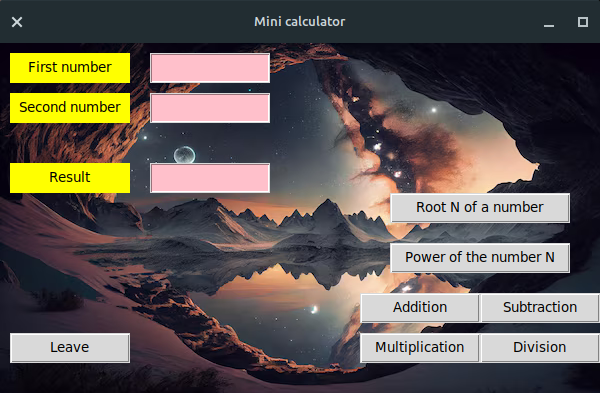 Mini calculator
First number
Second number
Result
Root N of a number
Power of the number N
Addition Subtraction
Leave Multiplication Division